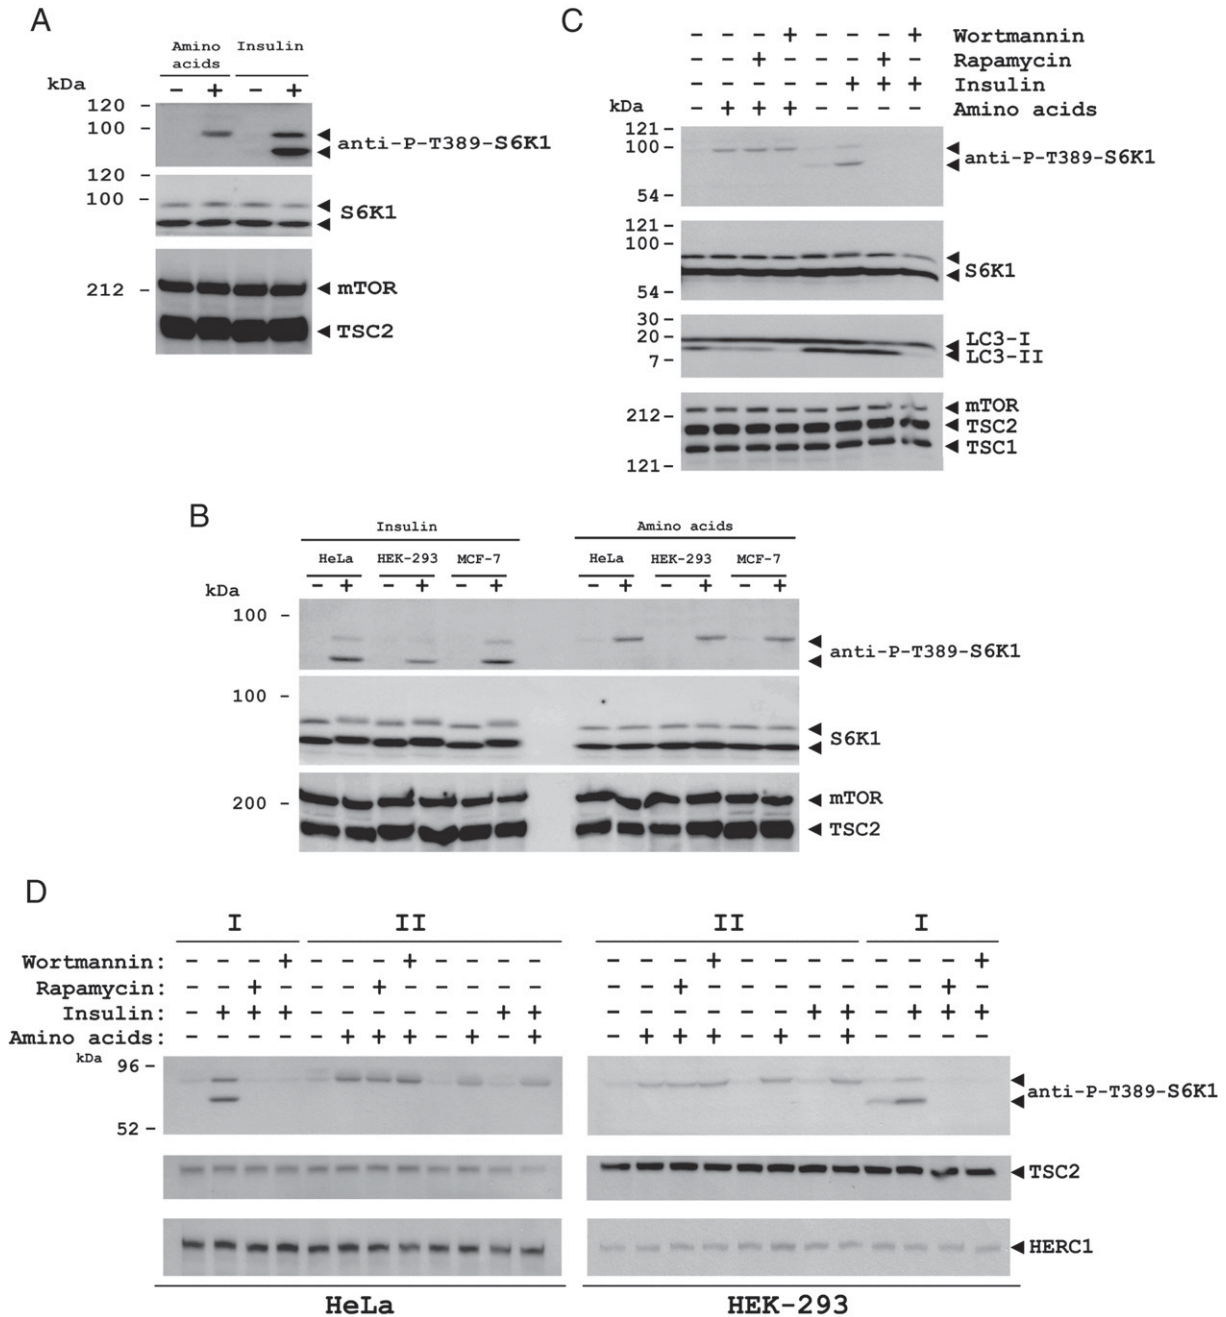 A
Amino acids Insulin
kDa
- + - +
120 -
100 -
anti-P-T389-S6K1
120 -
100 -
S6K1
212 -
mTOR
TSC2
C
- - - + - - - + Wortmannin
- - + - - - + - Rapamycin
- - - - - + + + Insulin
- + + + - - - - Amino acids
kDa
121 -
100 -
anti-P-T389-S6K1
54 -
121 -
100 -
S6K1
54 -
30 -
20 -
LC3-I
LC3-II
7 -
mTOR
212 -
TSC2
TSC1
121 -
B
Insulin Amino acids
HeLa HEK-293 MCF-7 HeLa HEK-293 MCF-7
kDa
- + - + - + - + - + - +
100 -
anti-P-T389-S6K1
100 -
S6K1
200 -
mTOR
TSC2
D
I II II I
Wortmannin: - - - + - - - + - - - - - - - + - - - - - - - +
Rapamycin: - - + - - - + - - - - - - - + - - - - - - - + -
Insulin: - + + + - - - - - - + + - - - - - - + + - + + +
Amino acids: - - - - - + + + - + - + - + + + - + - + - - - -
kDa
96 -
anti-P-T389-S6K1
52 -
TSC2
HERC1
HeLa HEK-293